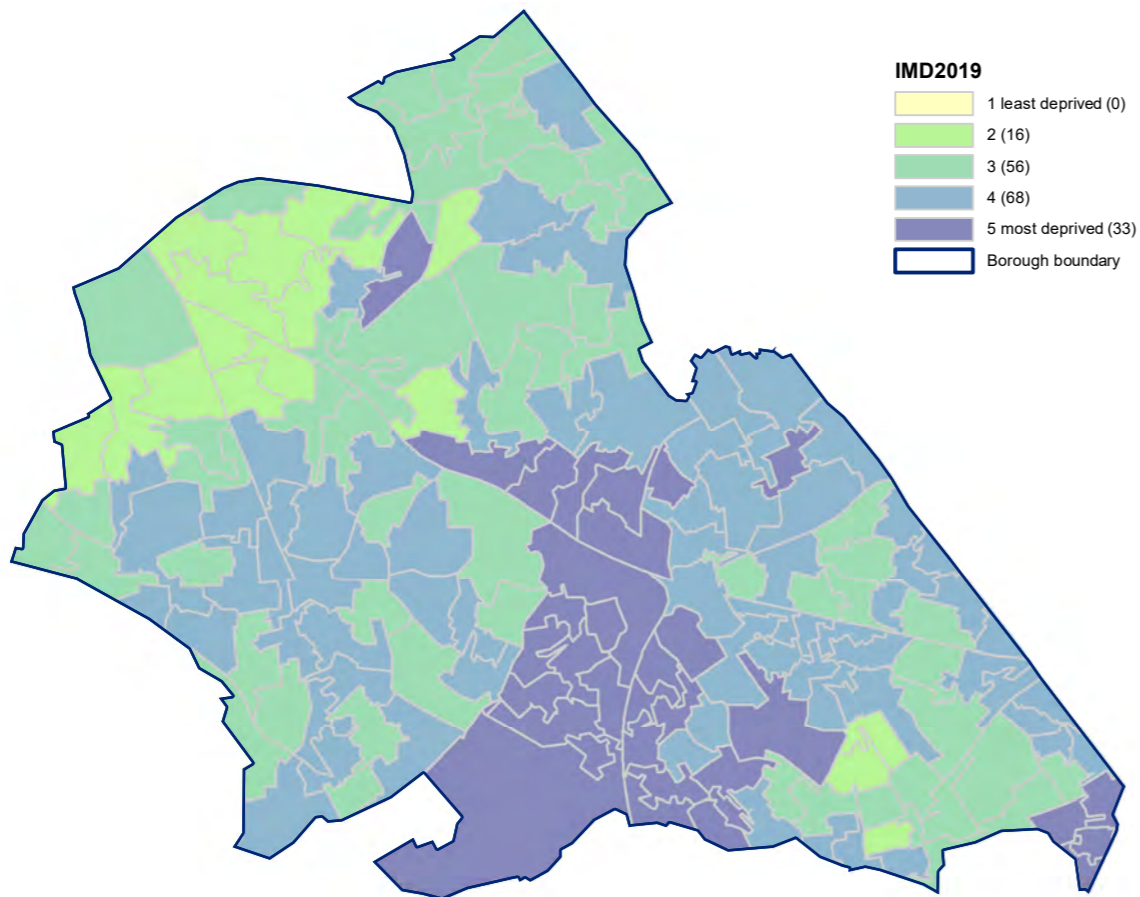 IMD2019
1 least deprived (0)
2 (16)
3 (56)
4 (68)
5 most deprived (33)
Borough boundary